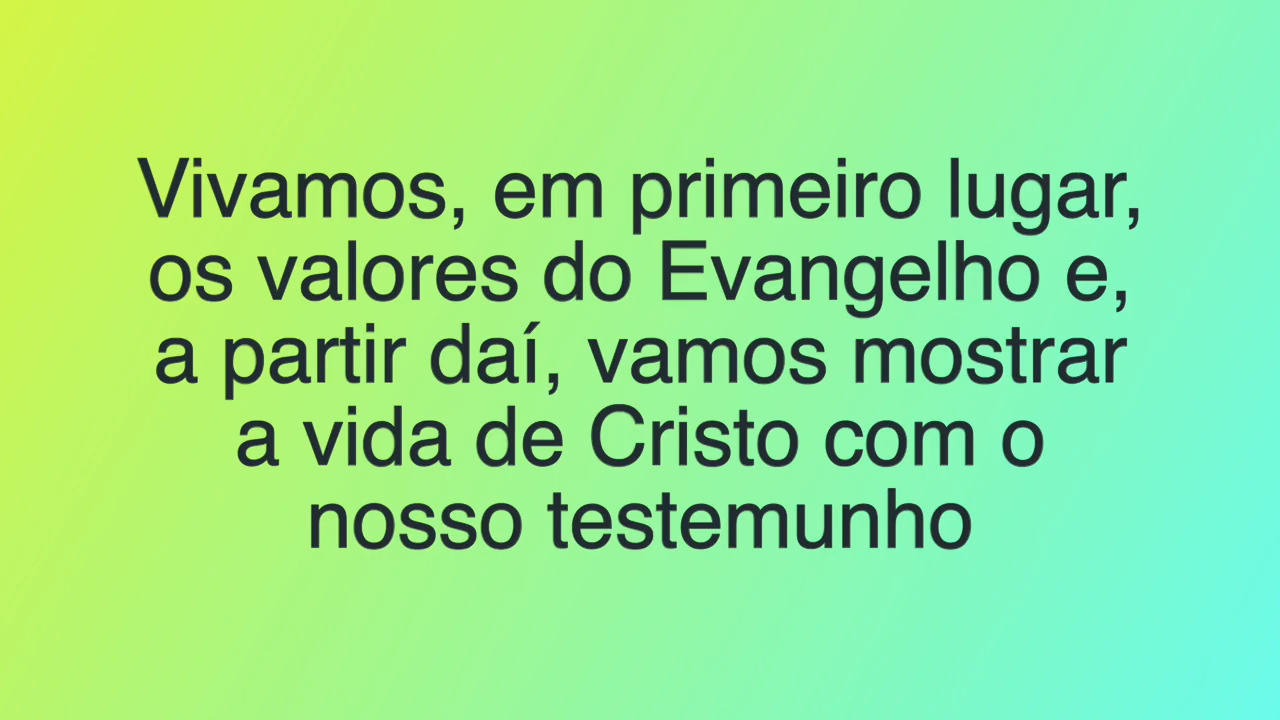 Vivamos, em primeiro lugar,
os valores do Evangelho e,
a partir daí, vamos mostrar
a vida de Cristo com o
nosso testemunho